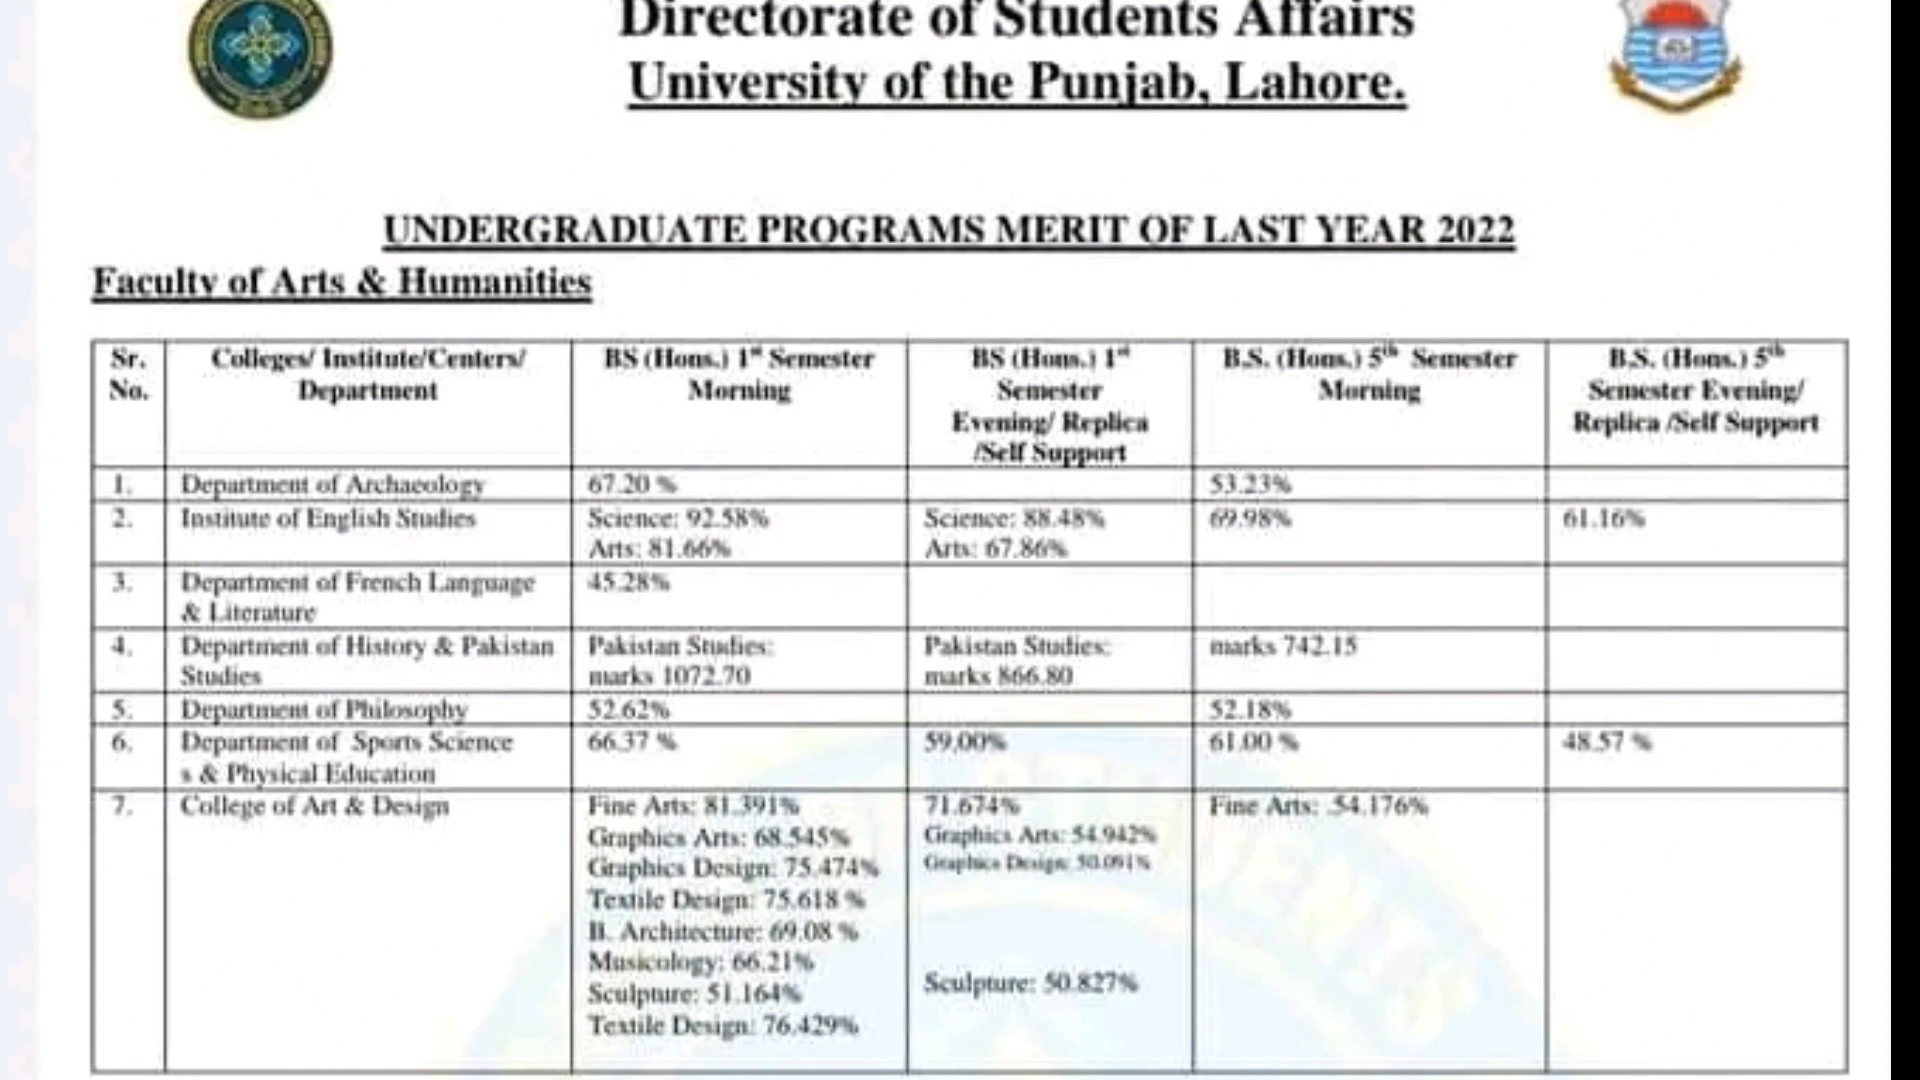 Directorate of Students Affairs
University of the Punjab, Lahore.
UNDERGRADUATE PROGRAMS MERIT OF LAST YEAR 2022
Faculty of Arts & Humanities
Sr. No.
Colleges/ Institute/Centers/ Department
BS (Hons.) 1st Semester Morning
BS (Hons.) 1st Semester Evening/ Replica /Self Support
B.S. (Hons.) 5th Semester Morning
B.S. (Hons.) 5th Semester Evening/ Replica /Self Support
1. Department of Archaeology 67.20 % 53.23%
2. Institute of English Studies Science: 92.58% Science: 88.48% 69.98% 61.16%
Arts: 81.66% Arts: 67.86%
3. Department of French Language 45.28%
& Literature
4. Department of History & Pakistan Pakistan Studies: Pakistan Studies: marks 742.15
Studies marks 1072.70 marks 866.80
5. Department of Philosophy 52.62% 52.18%
6. Department of Sports Science 66.37 % 59.00% 61.00 % 48.57 %
s & Physical Education
7. College of Art & Design Fine Arts: 81.391% 71.674% Fine Arts: .54.176%
Graphics Arts: 68.545% Graphics Arts: 54.942%
Graphics Design: 75.474% Graphics Design: 50.091%
Textile Design: 75.618 %
B. Architecture: 69.08 %
Musicology: 66.21%
Sculpture: 51.164% Sculpture: 50.827%
Textile Design: 76.429%